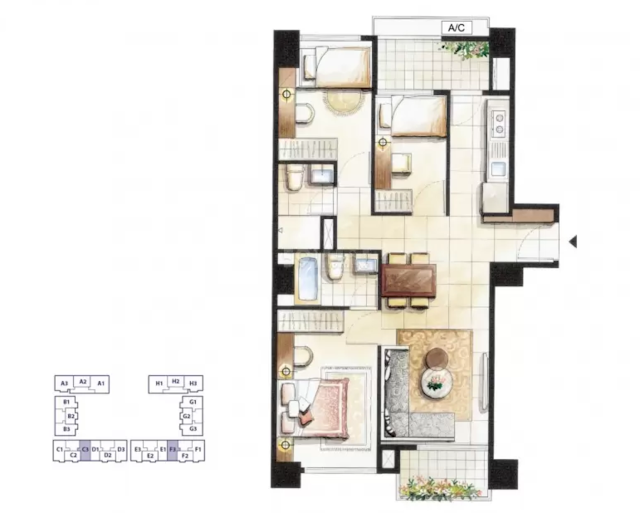 A/C
A3 A2 A1
H1 H2 H3
B1
B2
B3
G1
G2
G3
C1 C2 C3 D1 D2 D3
E3 E2 E1 F3 F2 F1